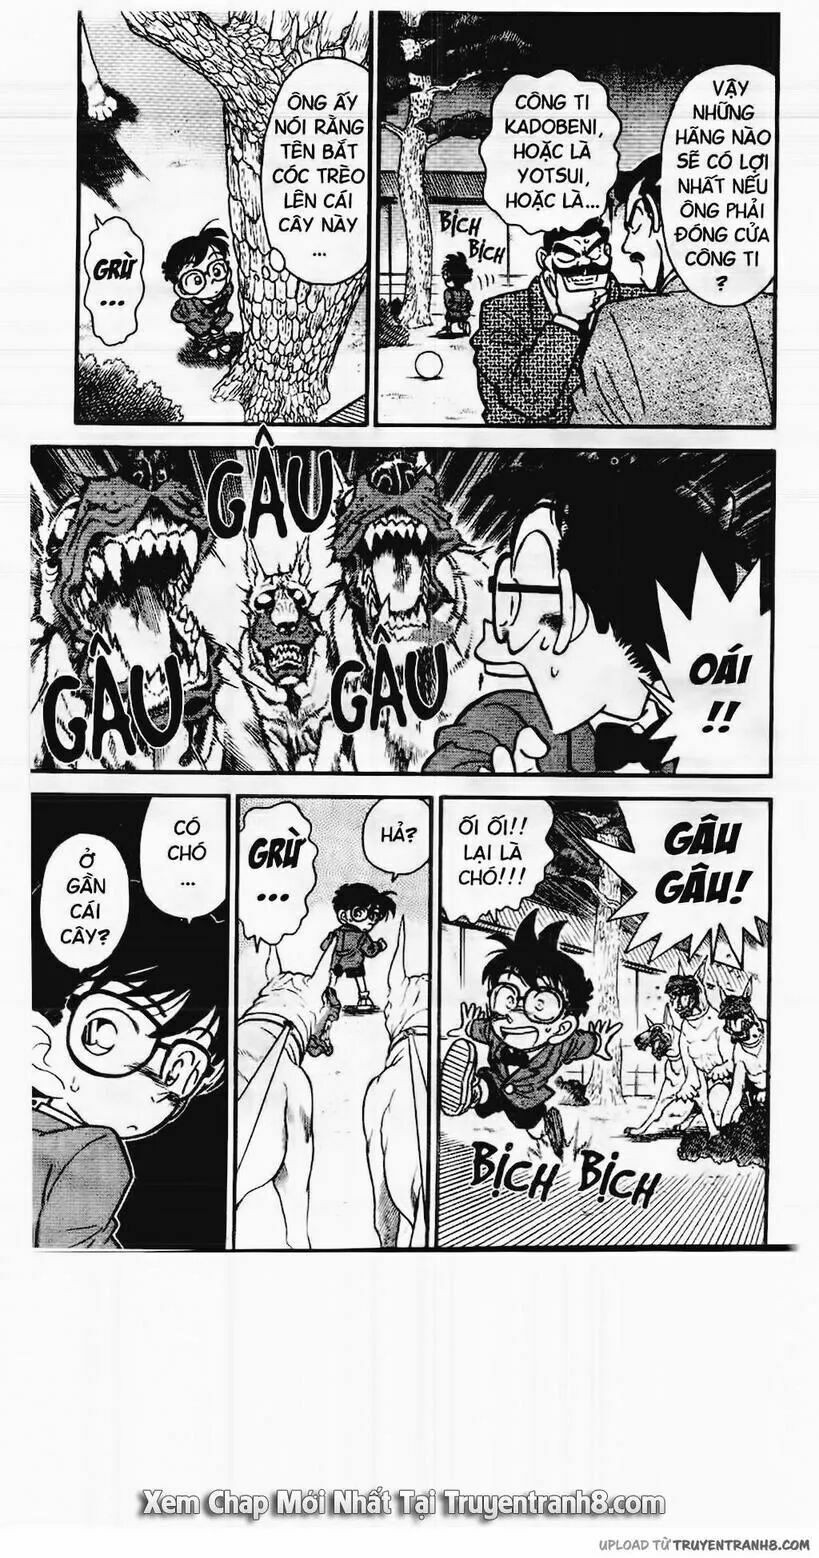 VẬY
NHỮNG
HÃNG NÀO
SẼ CÓ LỢI
NHẤT NẾU
ÔNG PHẢI
ĐÓNG CỬA
CÔNG TI
?
CÔNG TI
KADOBENI,
HOẶC LÀ
YOTSUI,
HOẶC LÀ...
BỊCH
BỊCH
ÔNG ẤY
NÓI RẰNG
TÊN BẮT
CÓC TRÈO
LÊN CÁI
CÂY NÀY
...
GRỪ
...
OÁI
!!
GÂU
GÂU
GÂU
GÂU
GÂU!
ỐI ỐI!!
LẠI LÀ
CHÓ!!!
BỊCH BỊCH
HẢ?
GRỪ
...
CÓ
CHÓ
...
Ở
GẦN
CÁI
CÂY?
Xem Chap Mới Nhất Tại Truyentranh8.com
UPLOAD TỪ TRUYENTRANH8.COM